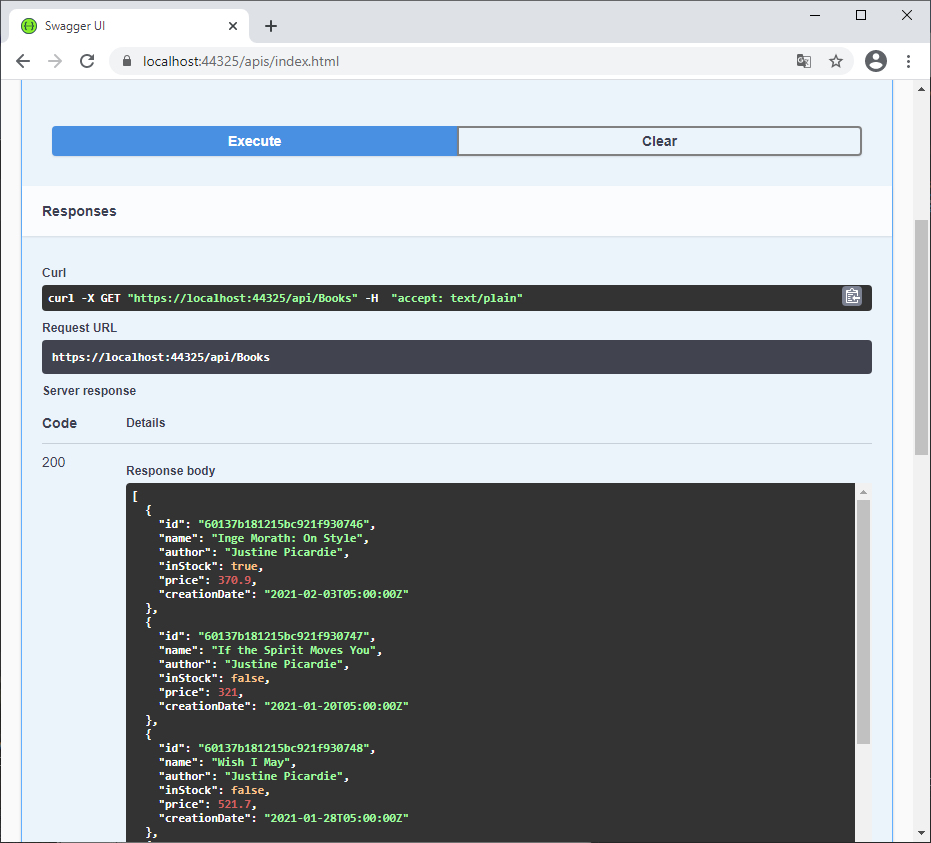 Swagger UI
localhost:44325/apis/index.html
Execute
Clear
Responses
Curl
curl -X GET "https://localhost:44325/api/Books" -H  "accept: text/plain"
Request URL
https://localhost:44325/api/Books
Server response
Code
Details
200
Response body
[
  {
    "id": "60137b181215bc921f930746",
    "name": "Inge Morath: On Style",
    "author": "Justine Picardie",
    "inStock": true,
    "price": 370.9,
    "creationDate": "2021-02-03T05:00:00Z"
  },
  {
    "id": "60137b181215bc921f930747",
    "name": "If the Spirit Moves You",
    "author": "Justine Picardie",
    "inStock": false,
    "price": 321,
    "creationDate": "2021-01-20T05:00:00Z"
  },
  {
    "id": "60137b181215bc921f930748",
    "name": "Wish I May",
    "author": "Justine Picardie",
    "inStock": false,
    "price": 521.7,
    "creationDate": "2021-01-28T05:00:00Z"
  },